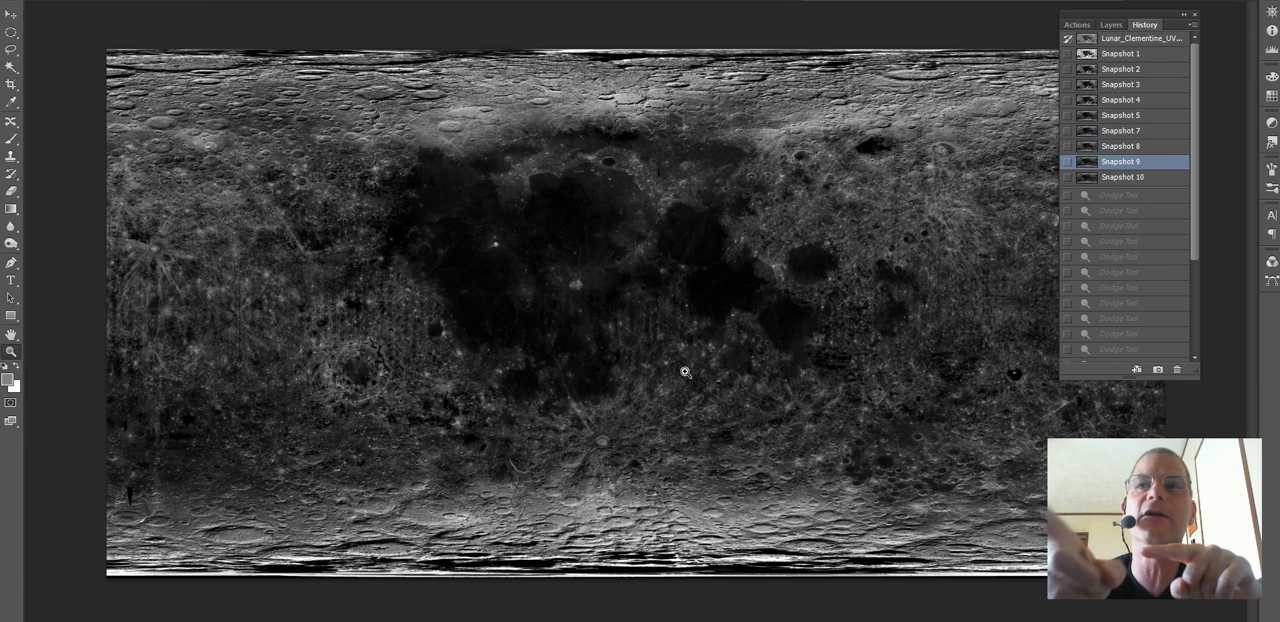 Actions Layers History
Lunar_Clementine_UV...
Snapshot 1
Snapshot 2
Snapshot 3
Snapshot 4
Snapshot 5
Snapshot 7
Snapshot 8
Snapshot 9
Snapshot 10
Dodge Tool
Dodge Tool
Dodge Tool
Dodge Tool
Dodge Tool
Dodge Tool
Dodge Tool
Dodge Tool
Dodge Tool
Dodge Tool
Dodge Tool
T
A